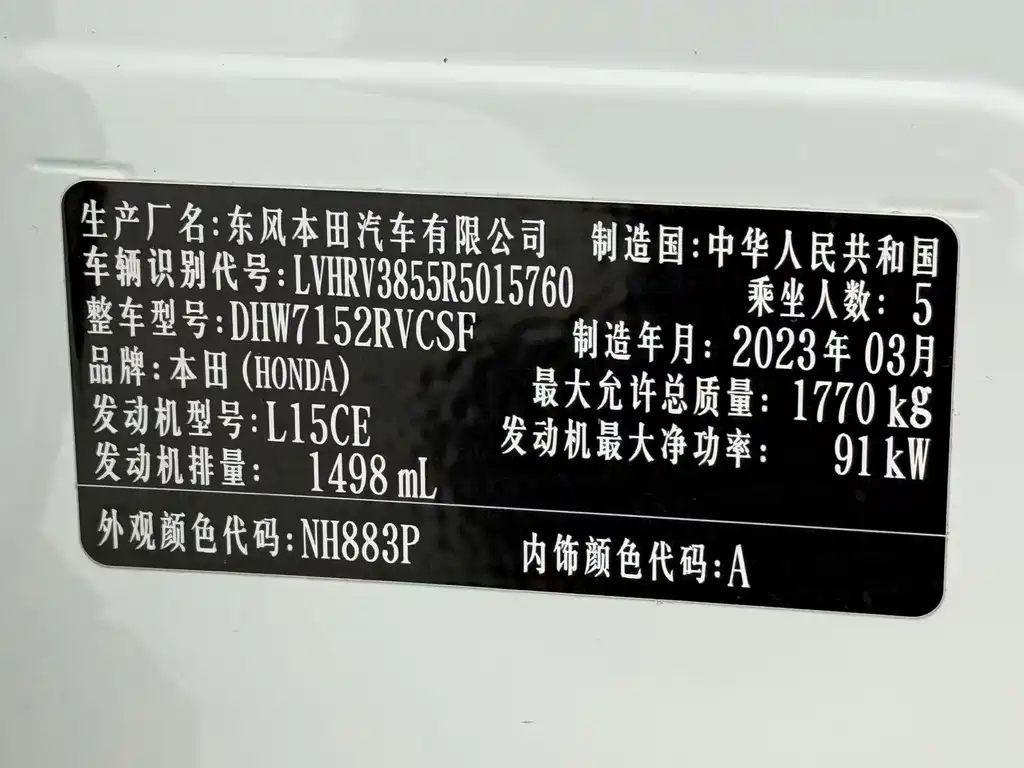 生产厂名:东风本田汽车有限公司 制造国:中华人民共和国
车辆识别代号:LVHRV3855R5015760 乘坐人数: 5
整车型号:DHW7152RVCSF 制造年月: 2023年 03月
品牌:本田 (HONDA) 最大允许总质量: 1770 kg
发动机型号:L15CE 发动机最大净功率: 91 kW
发动机排量: 1498 mL
外观颜色代码:NH883P 内饰颜色代码:A